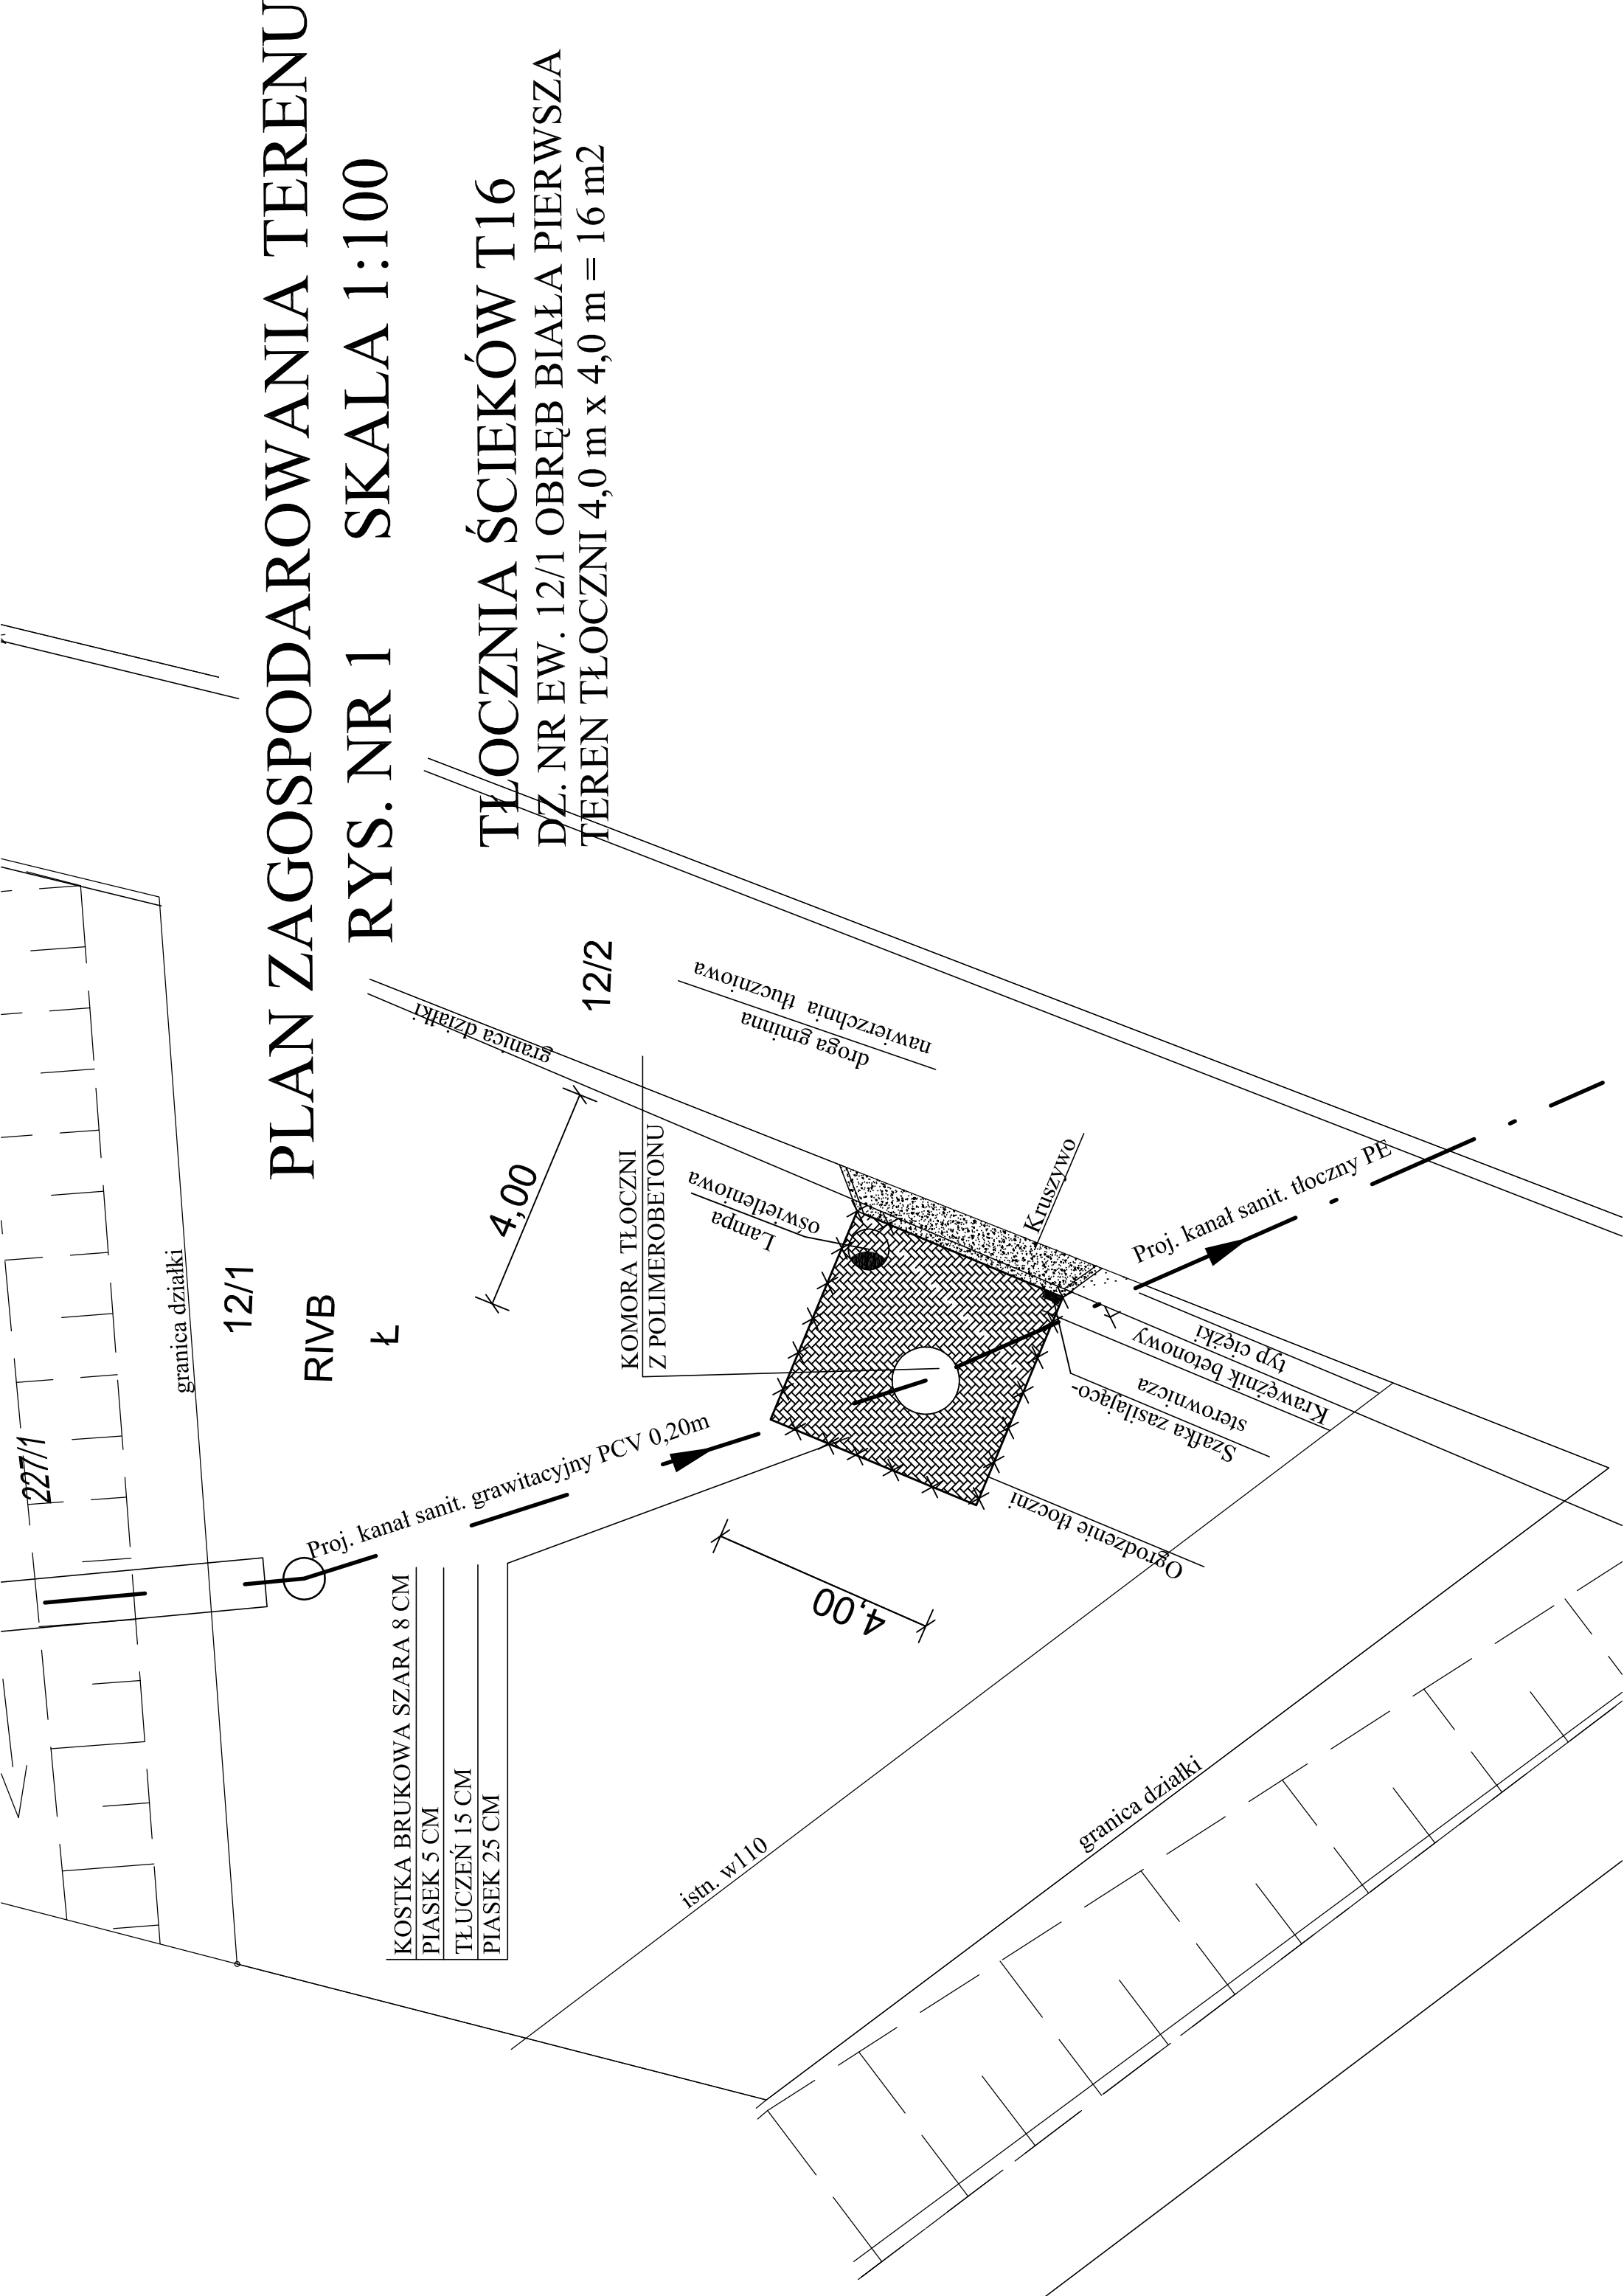 PLAN ZAGOSPODAROWANIA TERENU
RYS. NR 1 SKALA 1:100
TŁOCZNIA ŚCIEKÓW T16
DZ. NR EW. 12/1 OBRĘB BIAŁA PIERWSZA
TEREN TŁOCZNI 4,0 m x 4,0 m = 16 m2
227/1
granica działki
12/1
RIVB
Ł
granica działki
12/2
droga gminna
nawierzchnia tłuczniowa
4,00
KOMORA TŁOCZNI
Z POLIMEROBETONU
Lampa
oświetleniowa
Kruszywo
Proj. kanał sanit. tłoczny PE
Krawężnik betonowy
typ ciężki
Szafka zasilająco-
sterownicza
Ogrodzenie tłoczni
Proj. kanał sanit. grawitacyjny PCV 0,20m
4,00
KOSTKA BRUKOWA SZARA 8 CM
PIASEK 5 CM
TŁUCZEŃ 15 CM
PIASEK 25 CM
istn. w110
granica działki